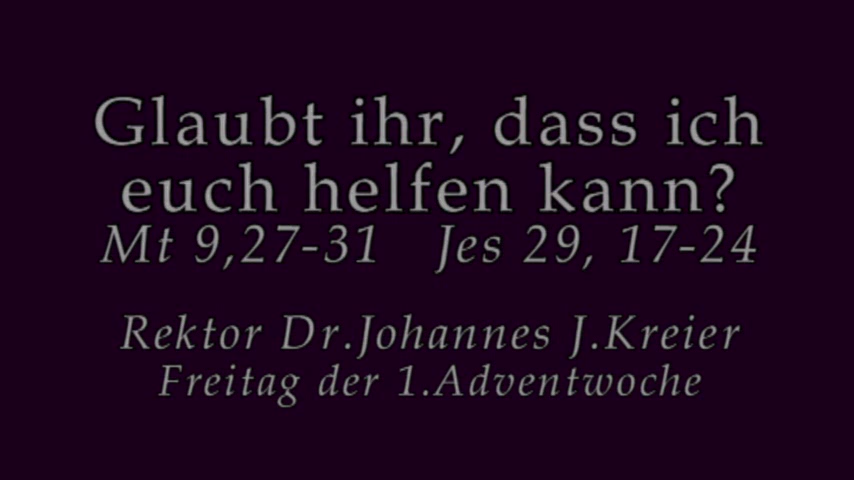 Glaubt ihr, dass ich
euch helfen kann?
Mt 9,27-31 Jes 29, 17-24
Rektor Dr.Johannes J.Kreier
Freitag der 1.Adventwoche